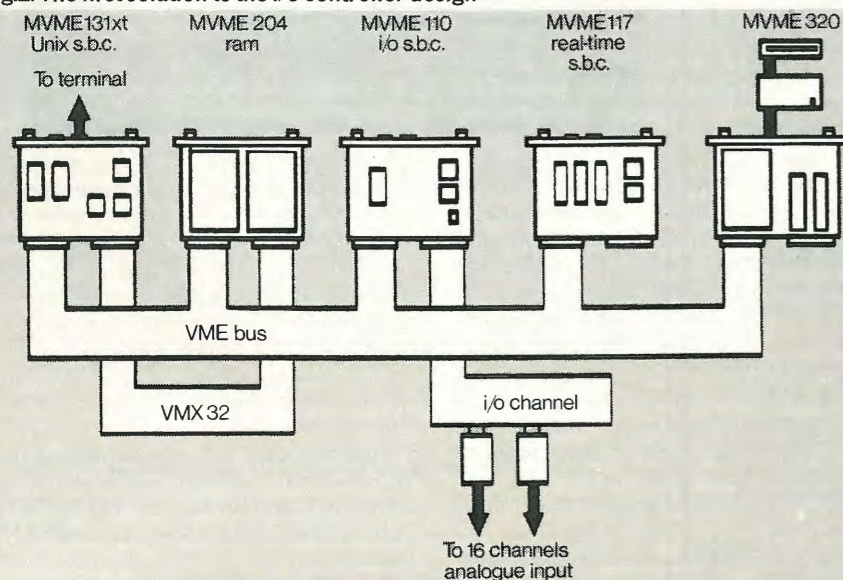 MVME131xt
Unix s.b.c.
MVME 204
ram
MVME 110
i/o s.b.c.
MVME117
real-time
s.b.c.
MVME 320
To terminal
VME bus
VMX 32
i/o channel
To 16 channels
analogue input